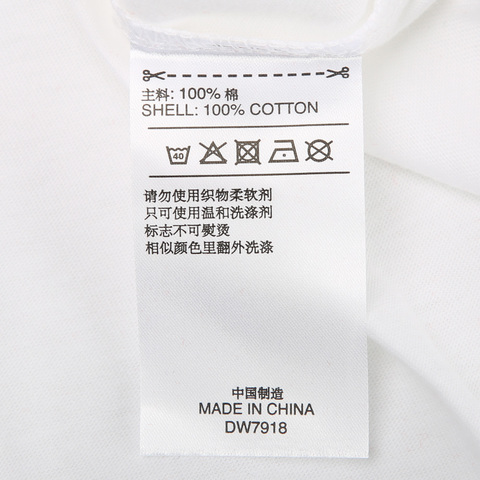 主料: 100% 棉
SHELL: 100% COTTON
40
请勿使用织物柔软剂
只可使用温和洗涤剂
标志不可熨烫
相似颜色里翻外洗涤
中国制造
MADE IN CHINA
DW7918